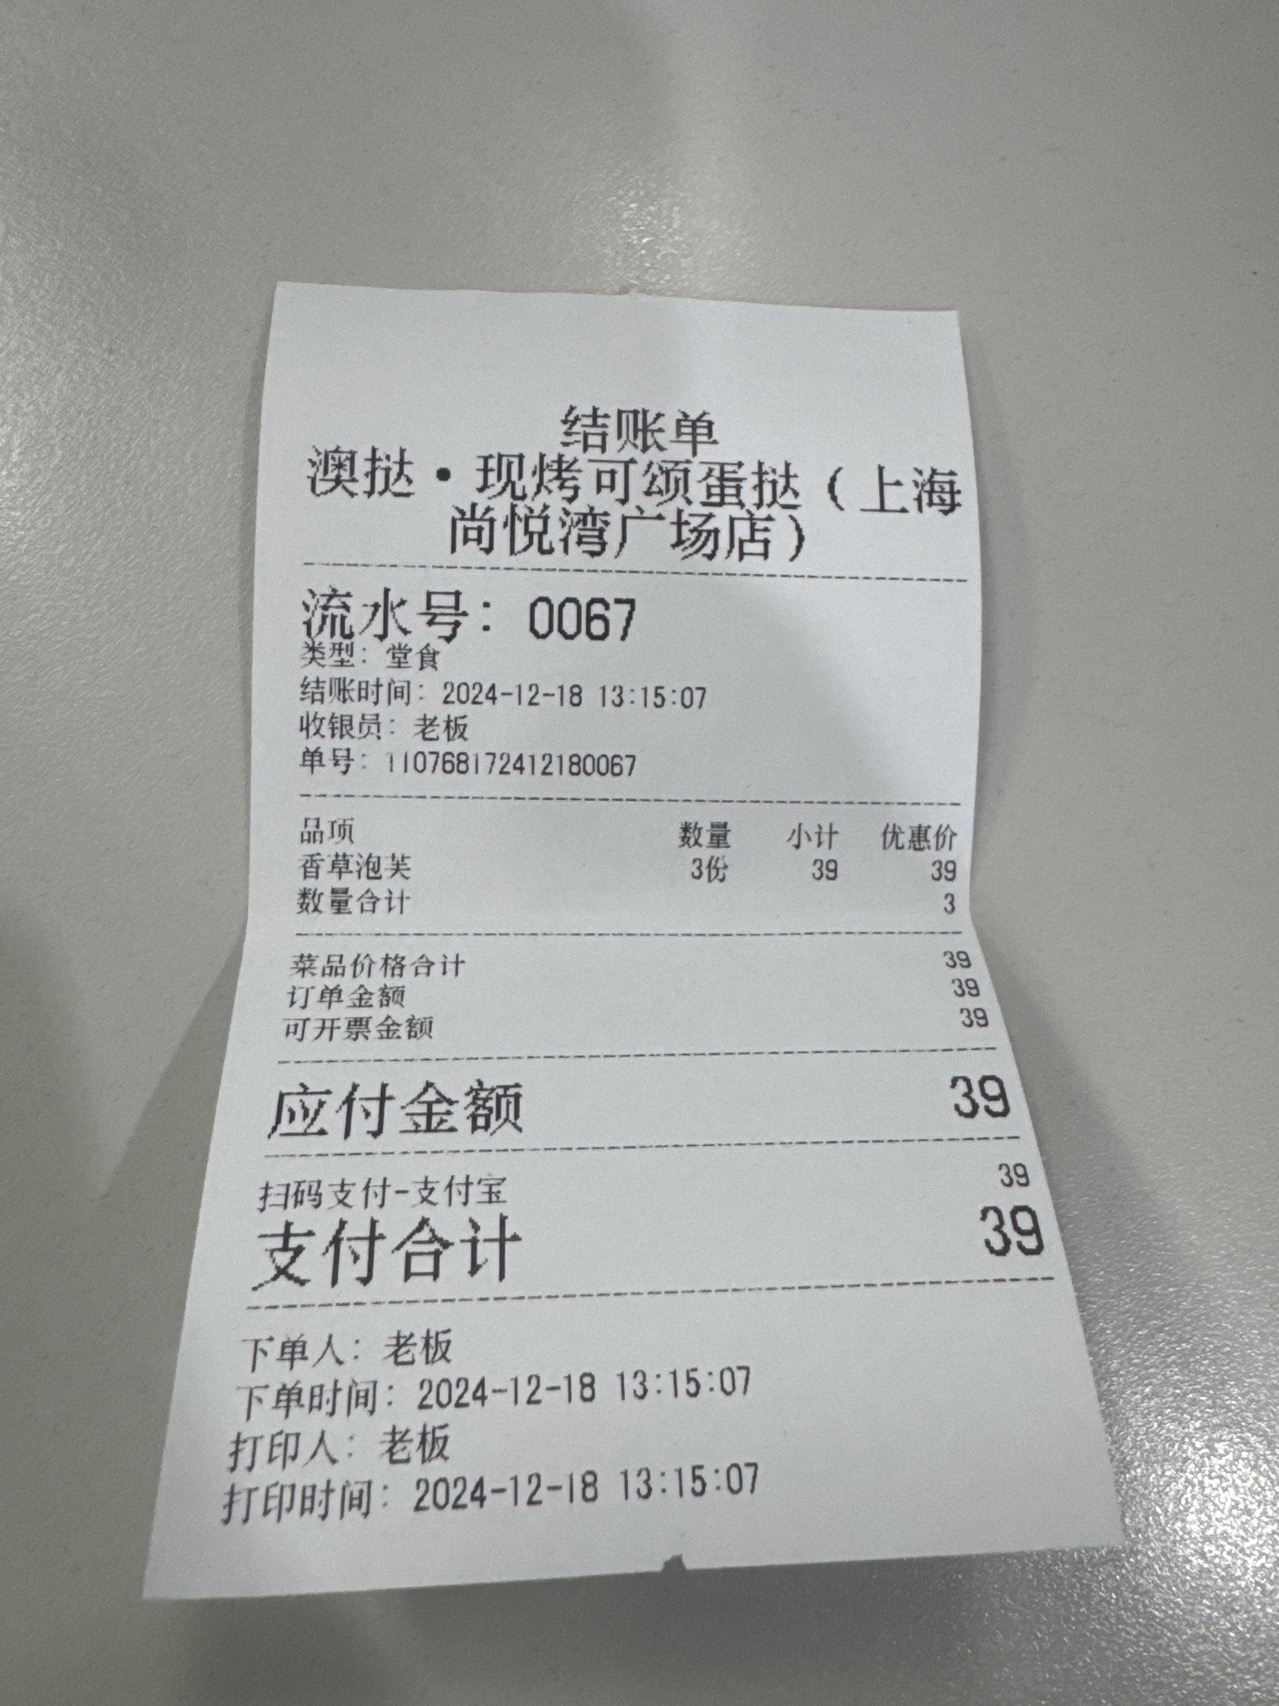 结账单
澳挞·现烤可颂蛋挞（上海
尚悦湾广场店）
流水号：0067
类型：堂食
结账时间：2024-12-18 13:15:07
收银员：老板
单号：110768172412180067
品项 数量 小计 优惠价
香草泡芙 3份 39 39
数量合计 3
菜品价格合计 39
订单金额 39
可开票金额 39
应付金额 39
扫码支付-支付宝 39
支付合计 39
下单人：老板
下单时间：2024-12-18 13:15:07
打印人：老板
打印时间：2024-12-18 13:15:07